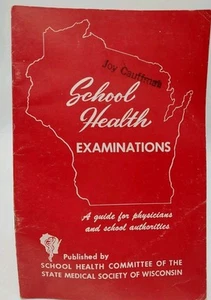 Joy Cauffman
School
Health
EXAMINATIONS
A guide for physicians
and school authorities
Published by
SCHOOL HEALTH COMMITTEE OF THE
STATE MEDICAL SOCIETY OF WISCONSIN